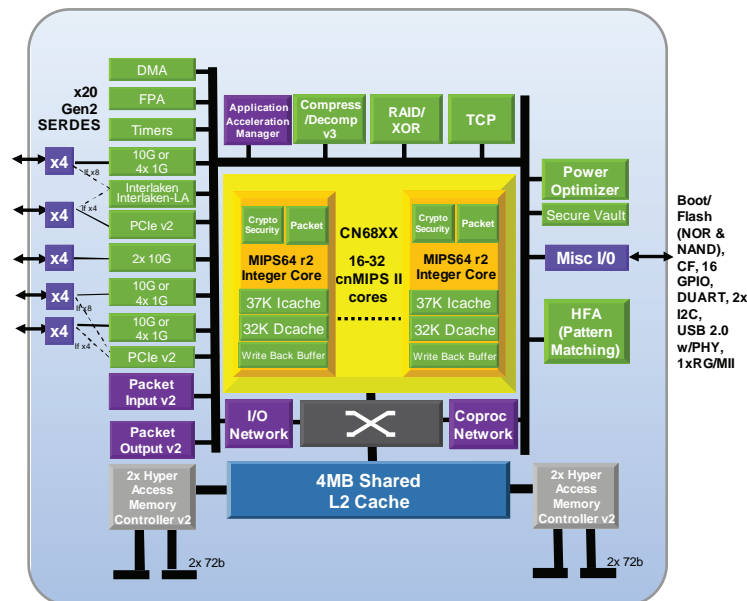 x20
Gen2
SERDES
DMA
FPA
Timers
10G or
4x 1G
Interlaken
Interlaken-LA
PCIe v2
2x 10G
10G or
4x 1G
10G or
4x 1G
PCIe v2
Packet
Input v2
Packet
Output v2
x4
If x8
If x4
x4
x4
x4
If x8
x4
If x4
Application
Acceleration
Manager
Compress
/Decomp
v3
RAID/
XOR
TCP
Crypto
Security
Packet
MIPS64 r2
Integer Core
37K Icache
32K Dcache
Write Back Buffer
CN68XX
16-32
cnMIPS II
cores
Crypto
Security
Packet
MIPS64 r2
Integer Core
37K Icache
32K Dcache
Write Back Buffer
Power
Optimizer
Secure Vault
Misc I/0
HFA
(Pattern
Matching)
Boot/
Flash
(NOR &
NAND),
CF, 16
GPIO,
DUART, 2x
I2C,
USB 2.0
w/PHY,
1xRG/MII
I/O
Network
Coproc
Network
4MB Shared
L2 Cache
2x Hyper
Access
Memory
Controller v2
2x 72b
2x Hyper
Access
Memory
Controller v2
2x 72b